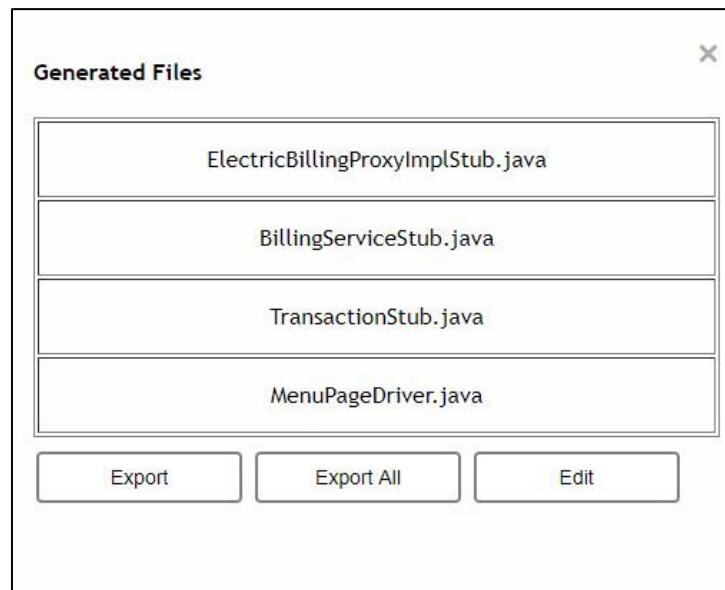 Generated Files
ElectricBillingProxyImplStub.java
BillingServiceStub.java
TransactionStub.java
MenuPageDriver.java
Export Export All Edit